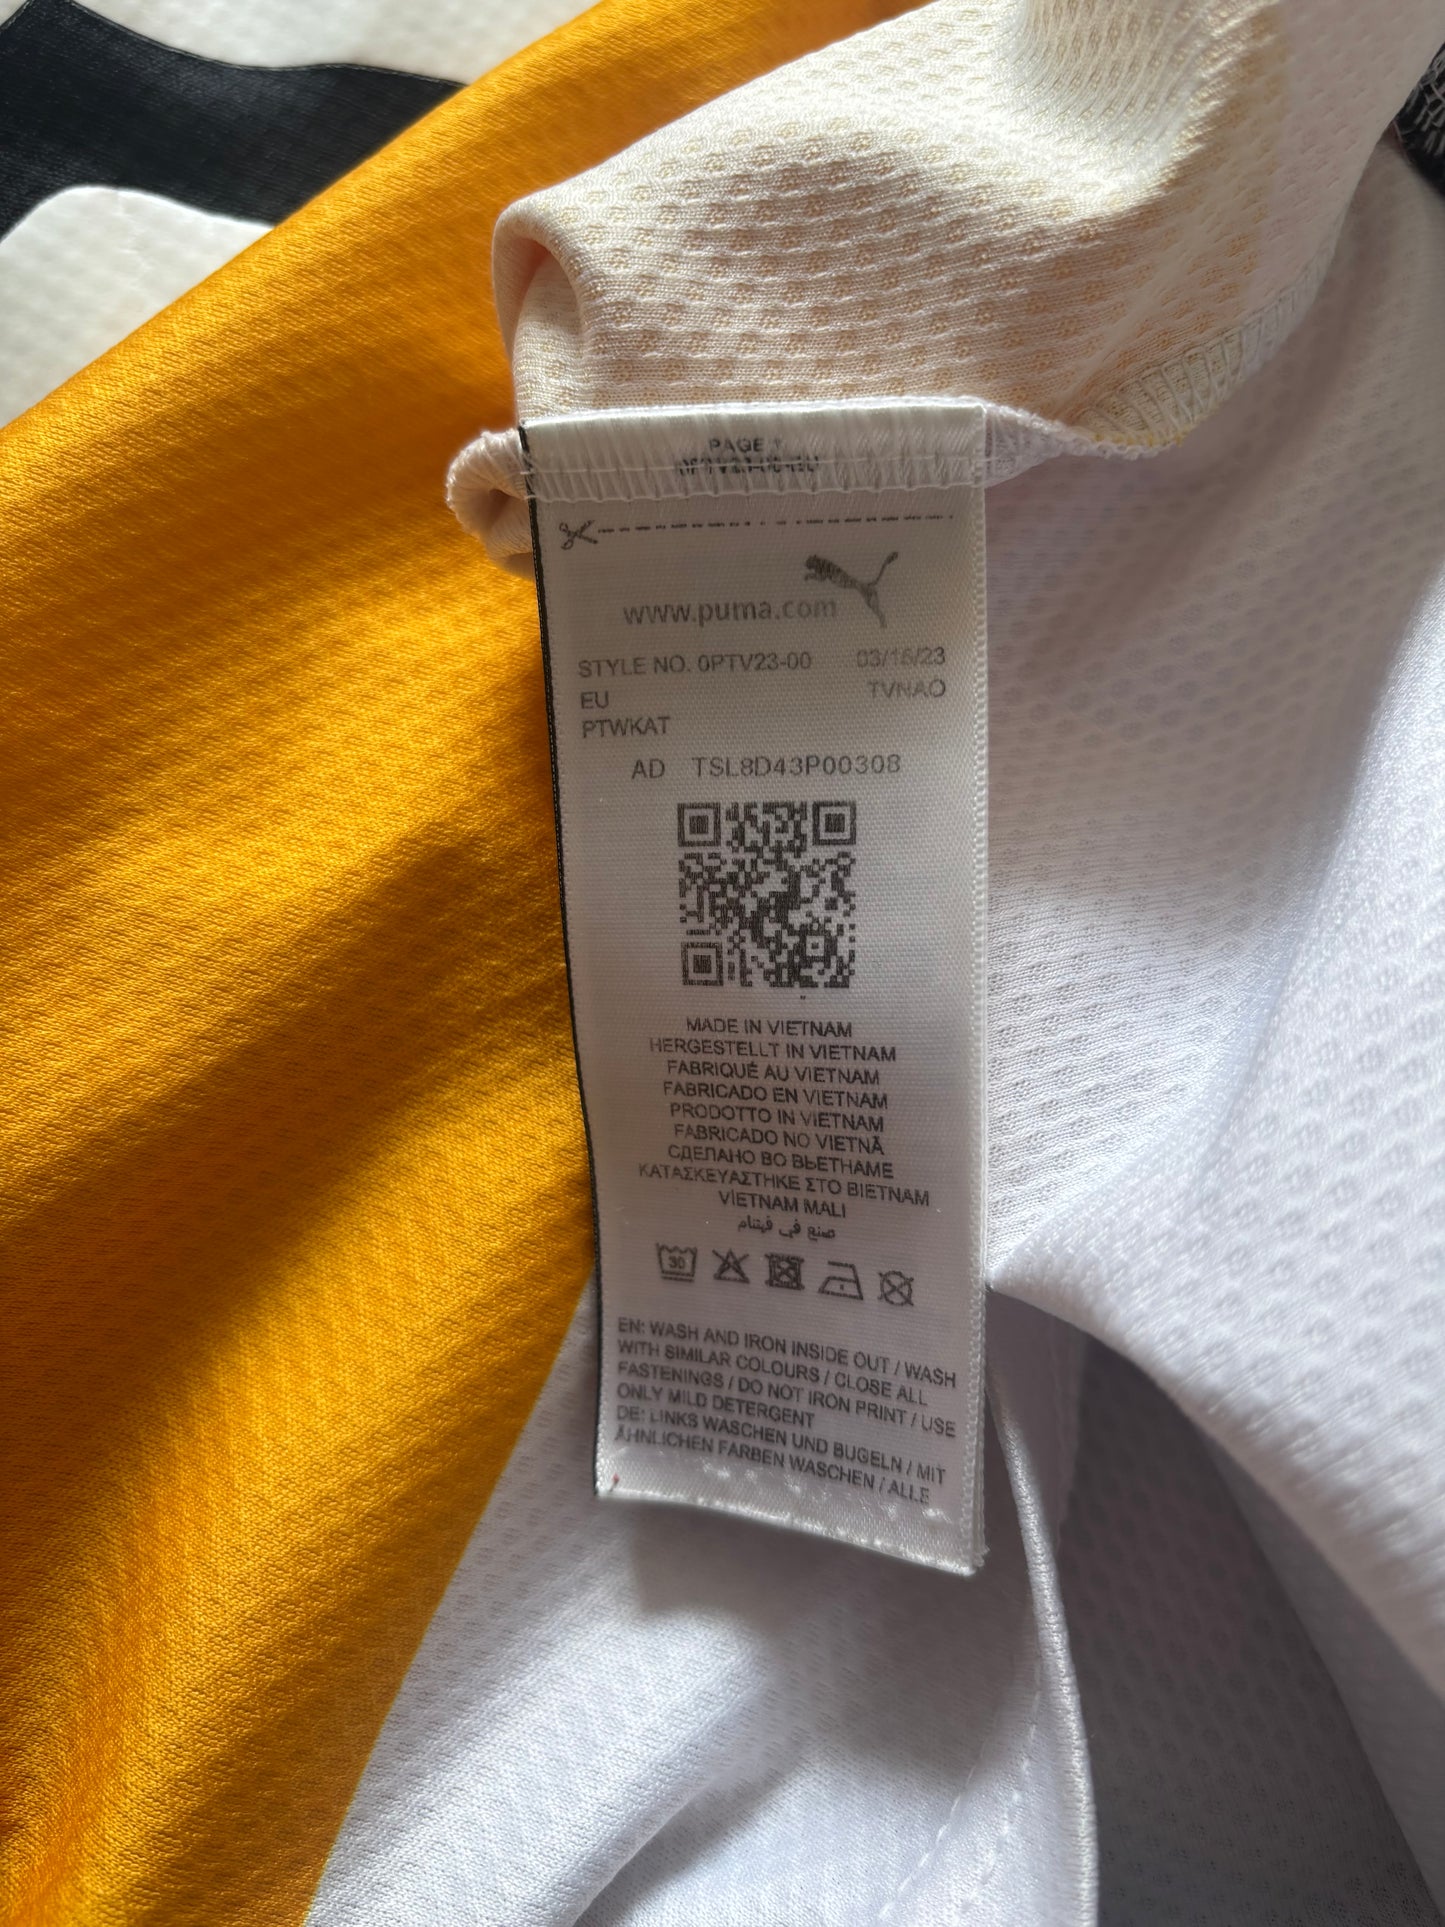 PAGE 1
www.puma.com
STYLE NO. 0PTV23-00 03/16/23
EU TVNAO
PTWKAT
AD TSL8D43P00308
MADE IN VIETNAM
HERGESTELLT IN VIETNAM
FABRIQUÉ AU VIETNAM
FABRICADO EN VIETNAM
PRODOTTO IN VIETNAM
FABRICADO NO VIETNÃ
СДЕЛАНО ВО ВЬЕТНАМЕ
ΚΑΤΑΣΚΕΥΑΣΤΗΚΕ ΣΤΟ ΒΙΕΤΝΑΜ
VIETNAM MALI
صنع في فيتنام
30
EN: WASH AND IRON INSIDE OUT / WASH
WITH SIMILAR COLOURS / CLOSE ALL
FASTENINGS / DO NOT IRON PRINT / USE
ONLY MILD DETERGENT
DE: LINKS WASCHEN UND BÜGELN / MIT
ÄHNLICHEN FARBEN WASCHEN / ALLE